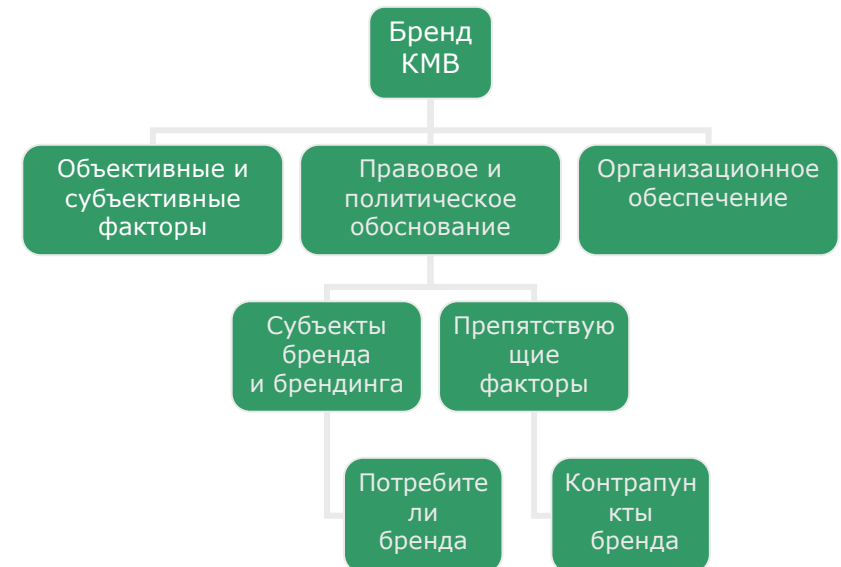 Бренд
КМВ
Объективные и
субъективные
факторы
Правовое и
политическое
обоснование
Организационное
обеспечение
Субъекты
бренда
и брендинга
Препятствую
щие
факторы
Потребите
ли
бренда
Контрапун
кты
бренда